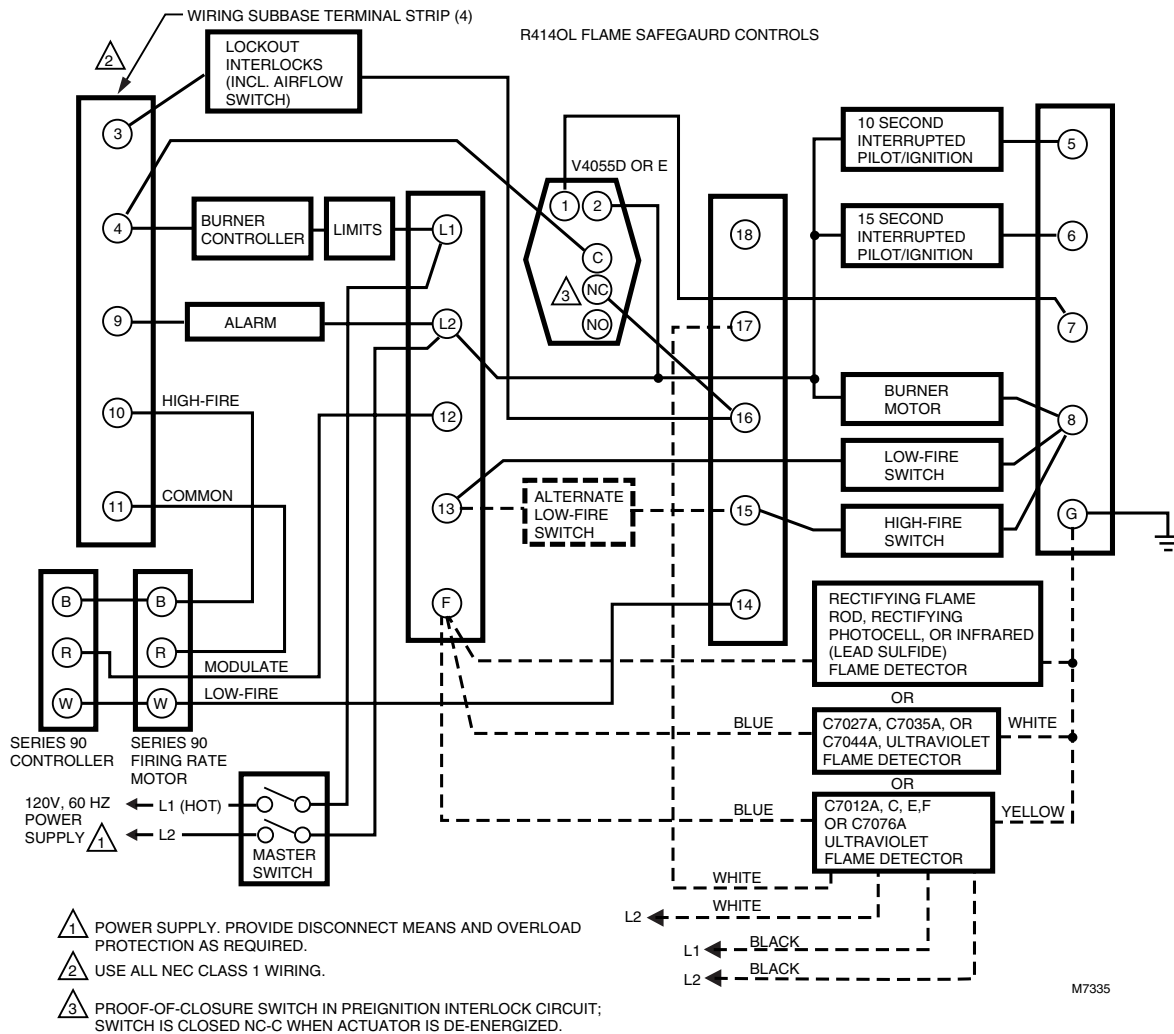 WIRING SUBBASE TERMINAL STRIP (4)
R414OL FLAME SAFEGAURD CONTROLS
2
LOCKOUT
INTERLOCKS
(INCL. AIRFLOW
SWITCH)
3
4
9
10
11
BURNER
CONTROLLER
LIMITS
ALARM
HIGH-FIRE
COMMON
L1
L2
12
13
F
V4055D OR E
1
2
C
NC
NO
3
18
17
16
15
14
ALTERNATE
LOW-FIRE
SWITCH
10 SECOND
INTERRUPTED
PILOT/IGNITION
15 SECOND
INTERRUPTED
PILOT/IGNITION
BURNER
MOTOR
LOW-FIRE
SWITCH
HIGH-FIRE
SWITCH
5
6
7
8
G
B
R
W
B
R
W
MODULATE
LOW-FIRE
SERIES 90
CONTROLLER
SERIES 90
FIRING RATE
MOTOR
120V, 60 HZ
POWER
SUPPLY
1
L1 (HOT)
L2
MASTER
SWITCH
RECTIFYING FLAME
ROD, RECTIFYING
PHOTOCELL, OR INFRARED
(LEAD SULFIDE)
FLAME DETECTOR
OR
BLUE
C7027A, C7035A, OR
C7044A, ULTRAVIOLET
FLAME DETECTOR
WHITE
OR
BLUE
C7012A, C, E,F
OR C7076A
ULTRAVIOLET
FLAME DETECTOR
YELLOW
WHITE
L2
WHITE
L1
BLACK
L2
BLACK
1 POWER SUPPLY. PROVIDE DISCONNECT MEANS AND OVERLOAD
PROTECTION AS REQUIRED.
2 USE ALL NEC CLASS 1 WIRING.
3 PROOF-OF-CLOSURE SWITCH IN PREIGNITION INTERLOCK CIRCUIT;
SWITCH IS CLOSED NC-C WHEN ACTUATOR IS DE-ENERGIZED.
M7335